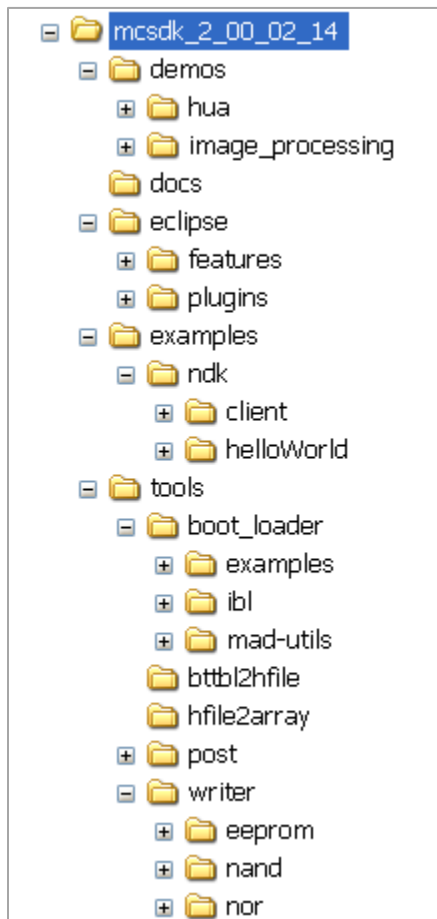 mcsdk_2_00_02_14
demos
hua
image_processing
docs
eclipse
features
plugins
examples
ndk
client
helloWorld
tools
boot_loader
examples
ibl
mad-utils
bttbl2hfile
hfile2array
post
writer
eeprom
nand
nor